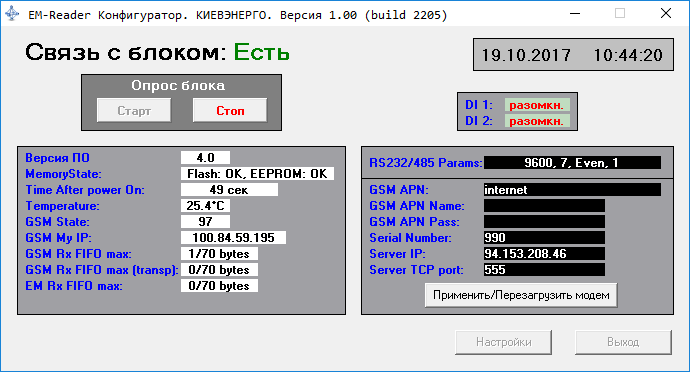 EM-Reader Конфигуратор. КИЕВЭНЕРГО. Версия 1.00 (build 2205)
Связь с блоком: Есть
19.10.2017 10:44:20
Опрос блока
Старт Стоп
DI 1: разомкн.
DI 2: разомкн.
Версия ПО 4.0
MemoryState: Flash: OK, EEPROM: OK
Time After power On: 49 сек
Temperature: 25.4°C
GSM State: 97
GSM My IP: 100.84.59.195
GSM Rx FIFO max: 1/70 bytes
GSM Rx FIFO max (transp): 0/70 bytes
EM Rx FIFO max: 0/70 bytes
RS232/485 Params: 9600, 7, Even, 1
GSM APN: internet
GSM APN Name:
GSM APN Pass:
Serial Number: 990
Server IP: 94.153.208.46
Server TCP port: 555
Применить/Перезагрузить модем
Настройки Выход